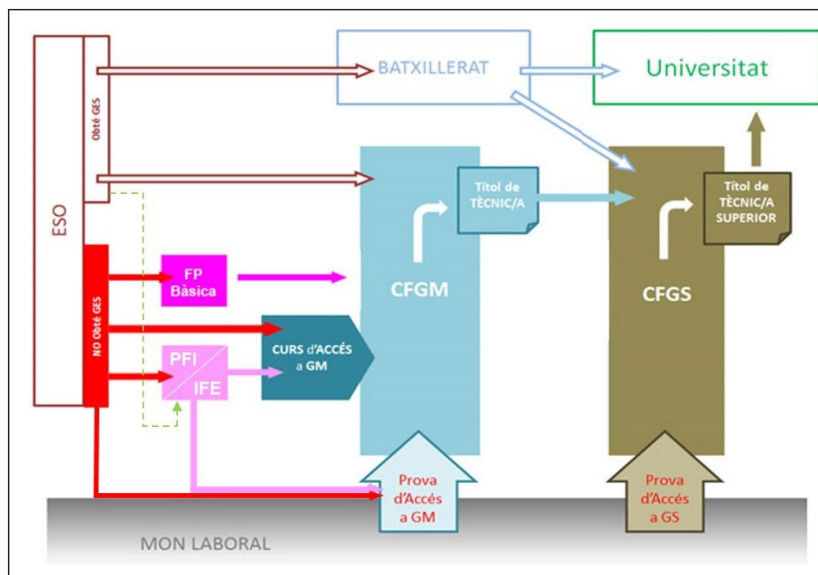 ESO
Obté GES
NO Obté GES
BATXILLERAT
Universitat
Títol de
TÈCNIC/A
Títol de
TÈCNIC/A
SUPERIOR
FP
Bàsica
CFGM
CFGS
CURS d'ACCÉS
a GM
PFI
IFE
Prova
d'Accés
a GM
Prova
d'Accés
a GS
MON LABORAL